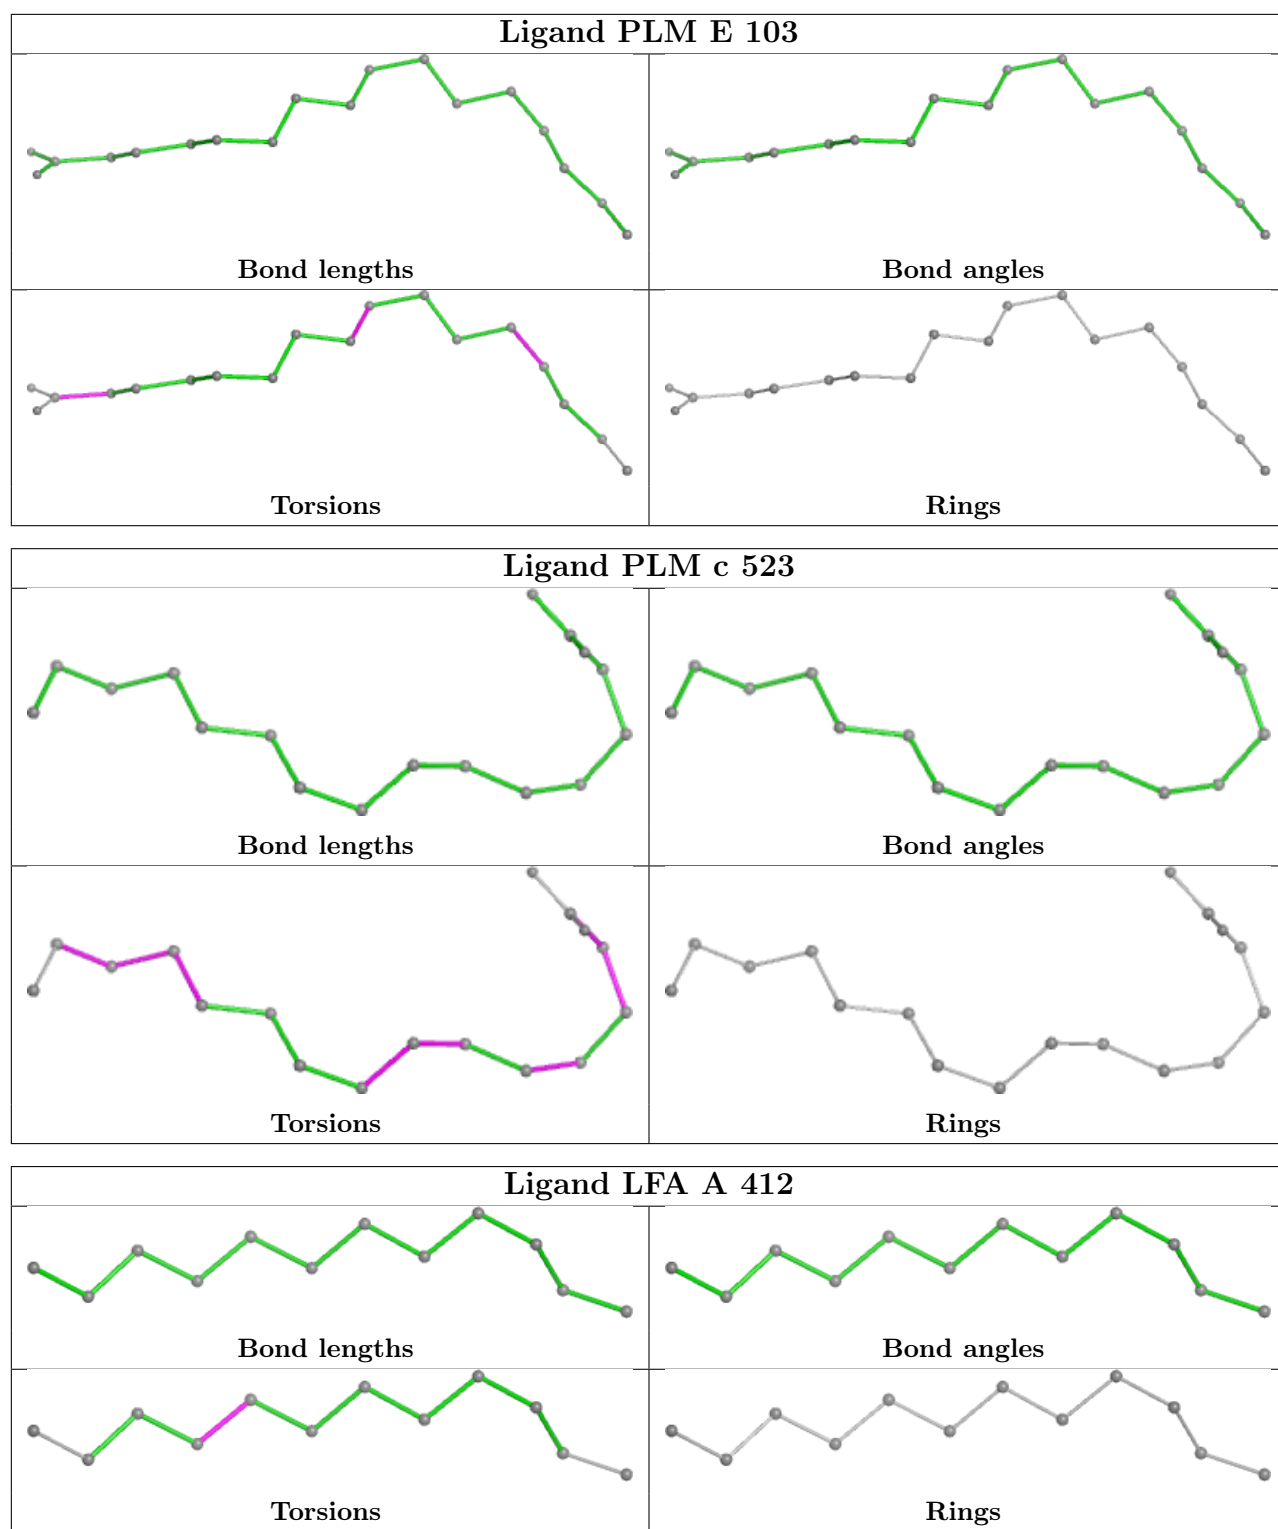 Ligand PLM E 103
Bond lengths
Bond angles
Torsions
Rings
Ligand PLM c 523
Bond lengths
Bond angles
Torsions
Rings
Ligand LFA A 412
Bond lengths
Bond angles
Torsions
Rings